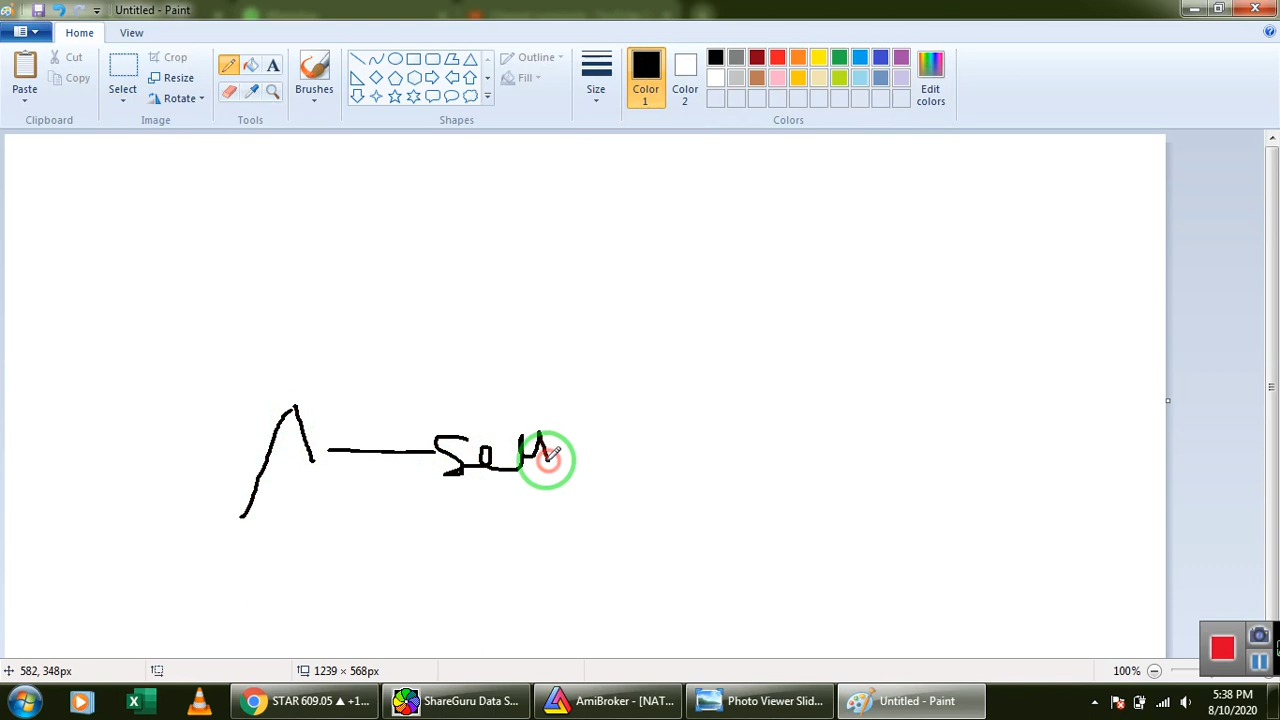 Untitled - Paint
Home View
Paste Cut Copy Clipboard
Select Crop Resize Rotate Image
Tools
Brushes
Outline Fill Shapes
Size
Color 1 Color 2 Edit colors Colors
582, 348px 1239 × 568px 100%
STAR 609.05 ▲ +1... ShareGuru Data S... AmiBroker - [NAT... Photo Viewer Slid... Untitled - Paint 5:38 PM
8/10/2020